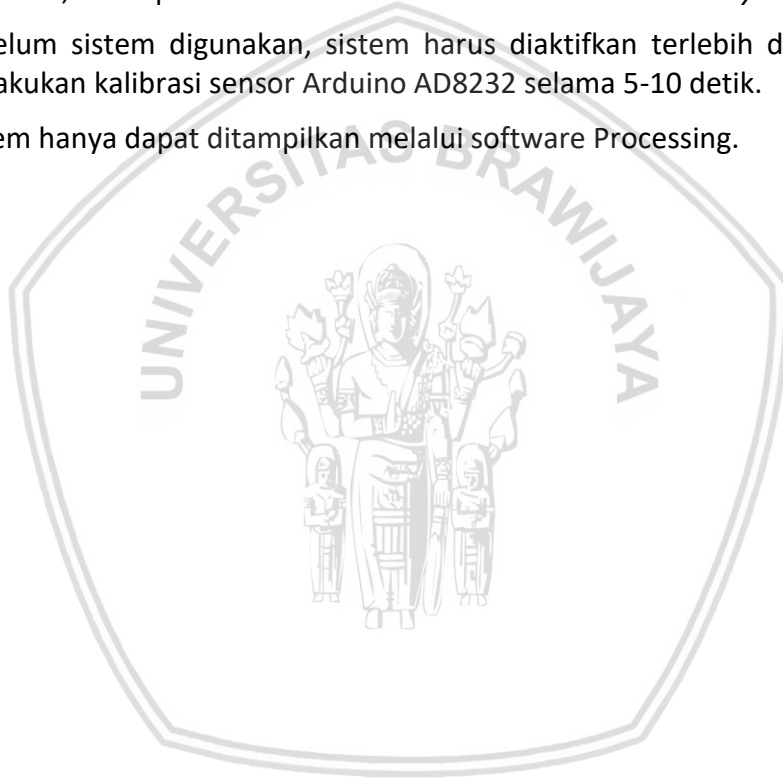 elum sistem digunakan, sistem harus diaktifkan terlebih d
akukan kalibrasi sensor Arduino AD8232 selama 5-10 detik.
em hanya dapat ditampilkan melalui software Processing.
UNIVERSITAS BRAWIJAYA